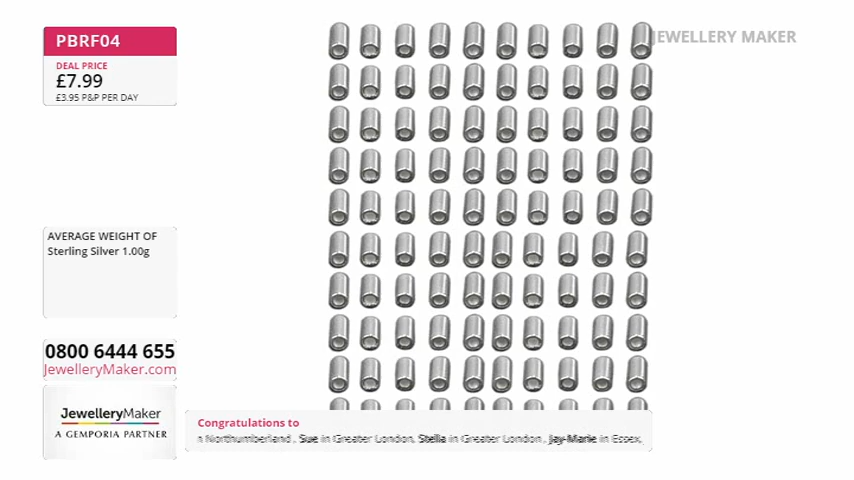 PBRF04
DEAL PRICE
£7.99
£3.95 P&P PER DAY
JEWELLERY MAKER
AVERAGE WEIGHT OF
Sterling Silver 1.00g
0800 6444 655
JewelleryMaker.com
JewelleryMaker
A GEMPORIA PARTNER
Congratulations to
n Northumberland , Sue in Greater London, Stella in Greater London , Jay-Marie in Essex,